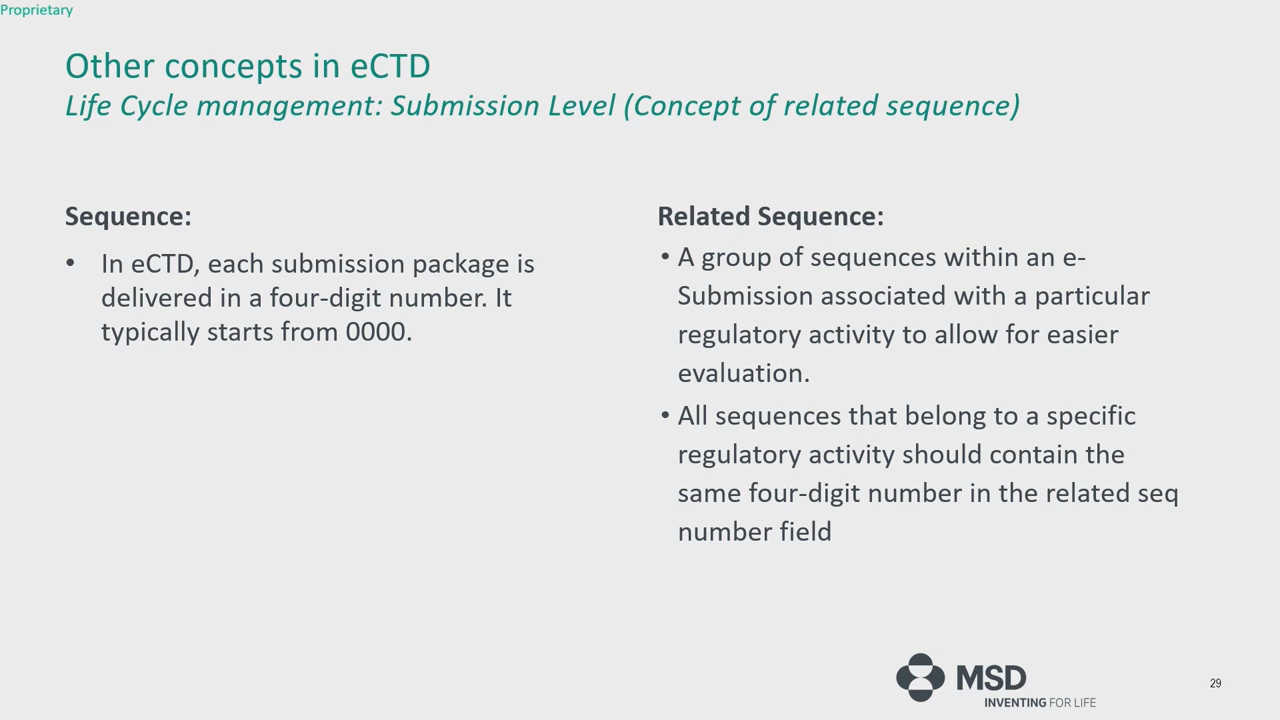 Proprietary
Other concepts in eCTD
Life Cycle management: Submission Level (Concept of related sequence)
Sequence:
• In eCTD, each submission package is
delivered in a four-digit number. It
typically starts from 0000.
Related Sequence:
• A group of sequences within an e-
Submission associated with a particular
regulatory activity to allow for easier
evaluation.
• All sequences that belong to a specific
regulatory activity should contain the
same four-digit number in the related seq
number field
MSD
INVENTING FOR LIFE
29